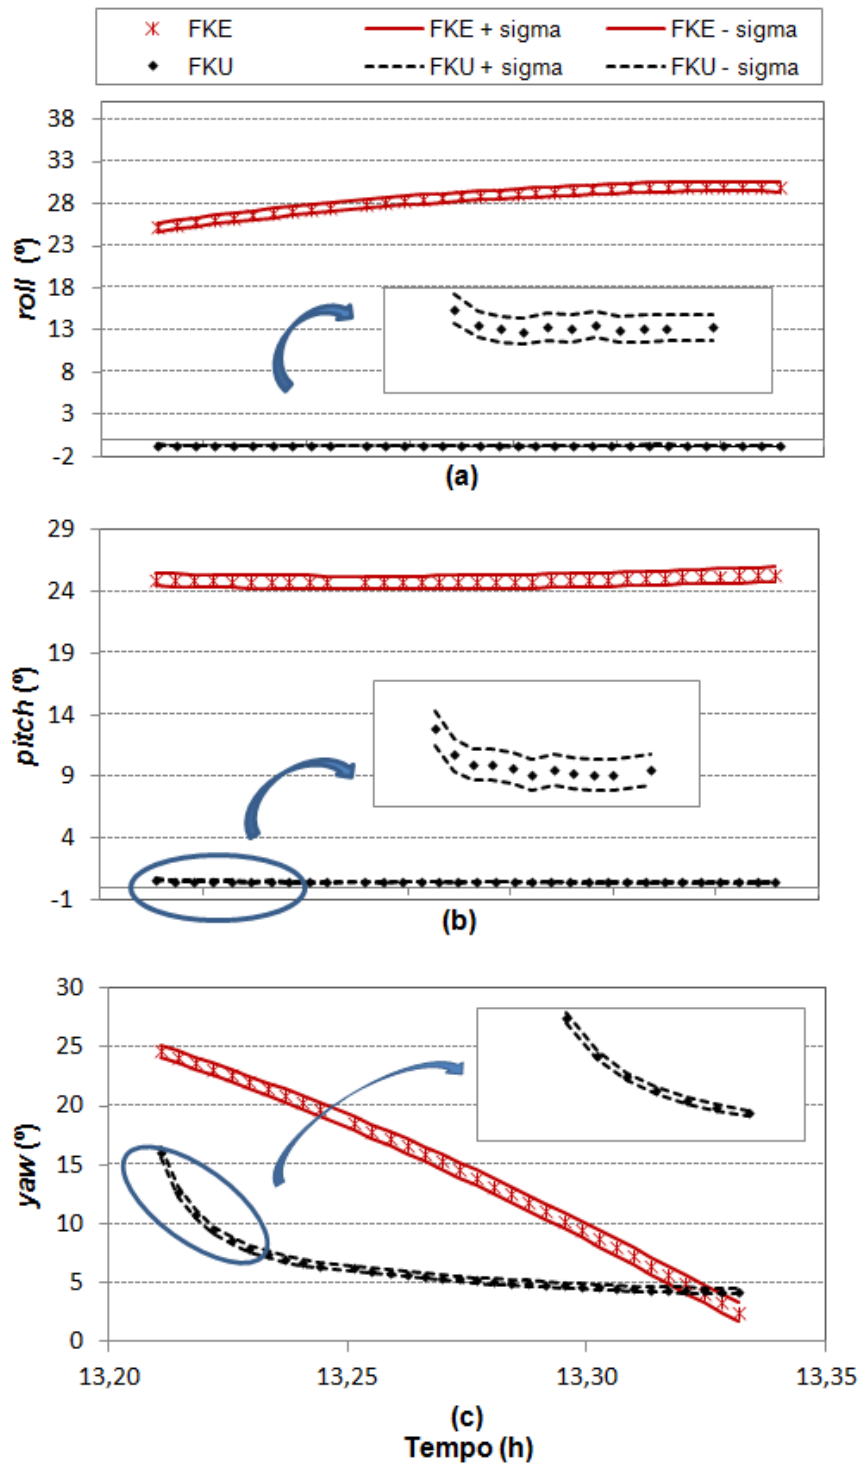 FKE FKE + sigma FKE - sigma
FKU FKU + sigma FKU - sigma
roll (º)
38
33
28
23
18
13
8
3
-2
(a)
pitch (º)
29
24
19
14
9
4
-1
(b)
yaw (º)
30
25
20
15
10
5
0
13,20 13,25 13,30 13,35
(c)
Tempo (h)